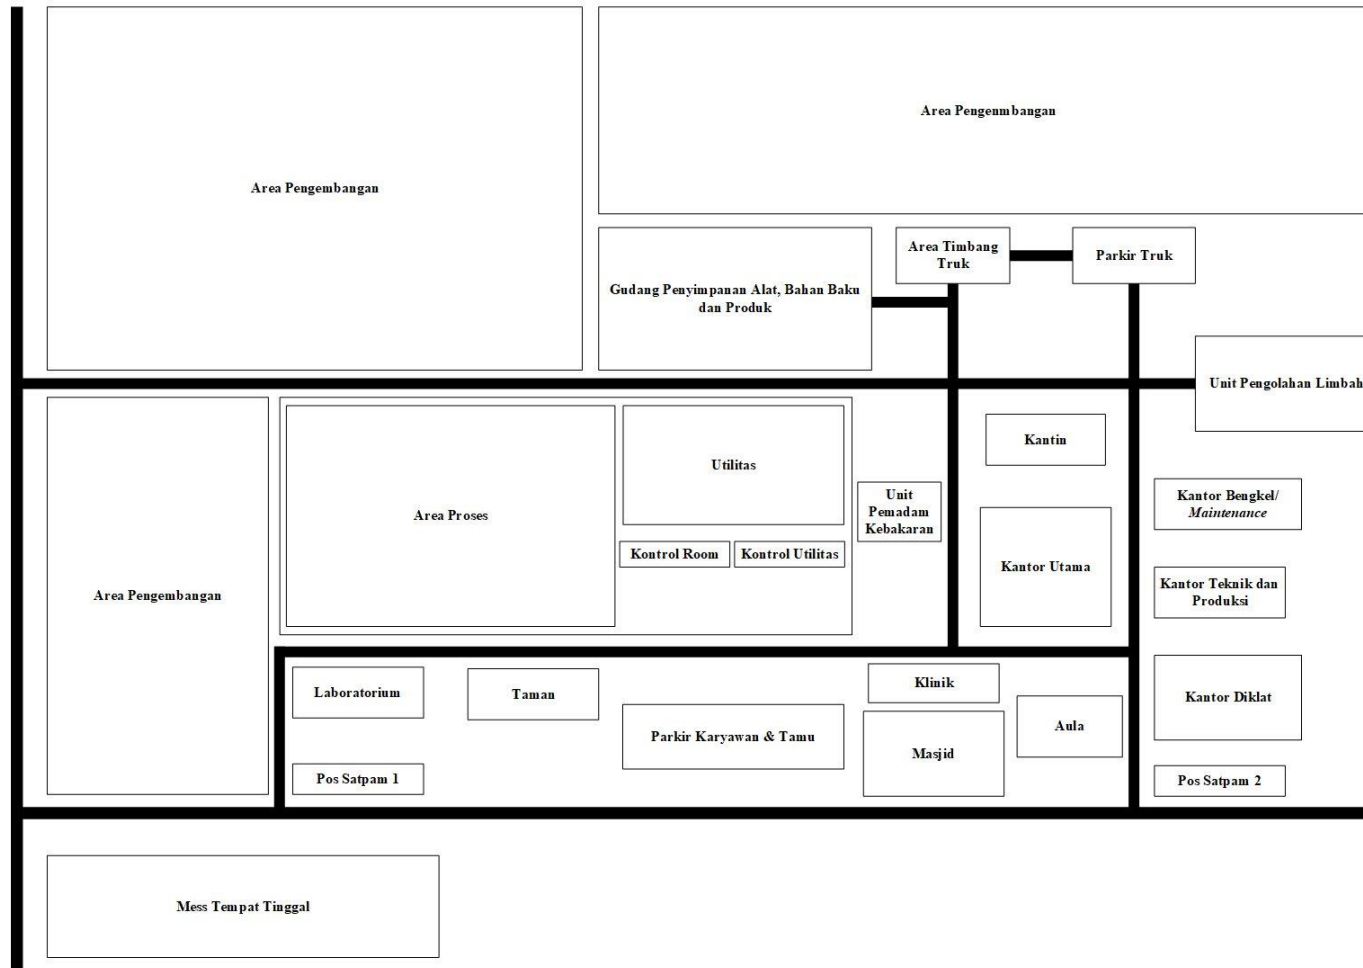 Area Pengenmbangan
Area Pengembangan
Area Timbang
Truk
Parkir Truk
Gudang Penyimpanan Alat, Bahan Baku
dan Produk
Unit Pengolahan Limbah
Kantin
Utilitas
Unit
Pemadam
Kebakaran
Kantor Bengkel/
Maintenance
Area Proses
Kontrol Room
Kontrol Utilitas
Kantor Utama
Kantor Teknik dan
Produksi
Area Pengembangan
Laboratorium
Taman
Klinik
Kantor Diklat
Parkir Karyawan & Tamu
Masjid
Aula
Pos Satpam 1
Pos Satpam 2
Mess Tempat Tinggal